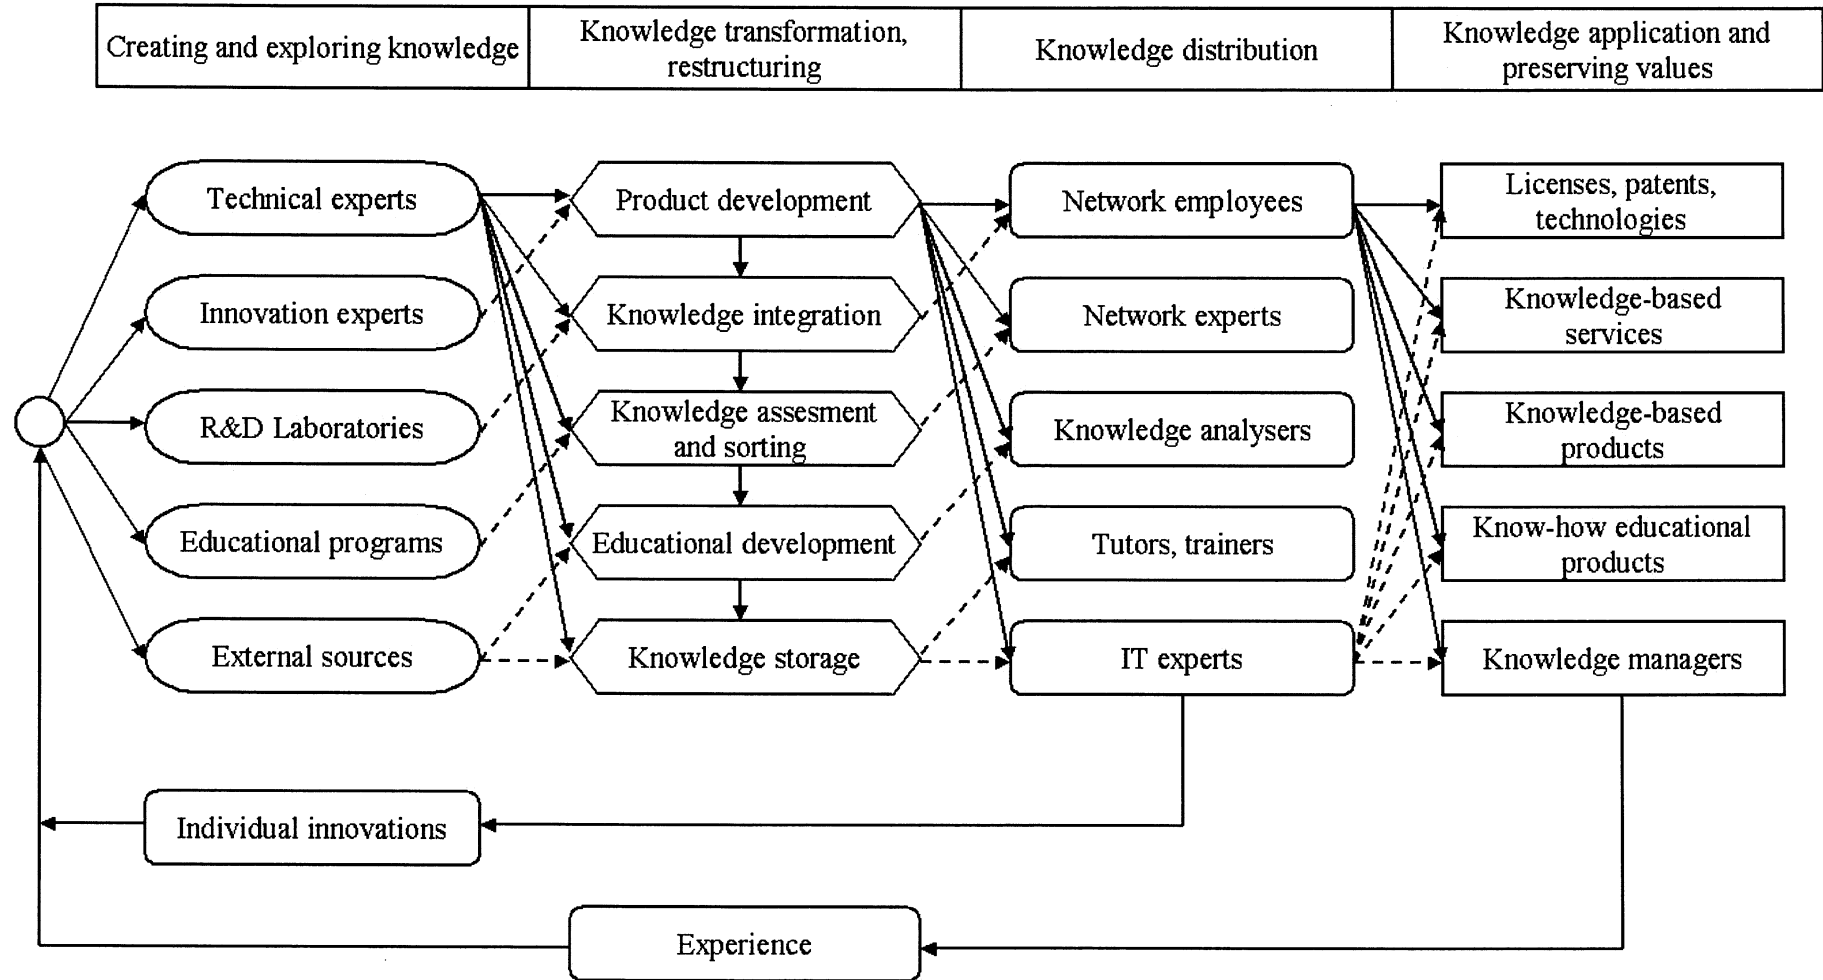 Creating and exploring knowledge
Knowledge transformation,
restructuring
Knowledge distribution
Knowledge application and
preserving values
Technical experts
Product development
Network employees
Licenses, patents,
technologies
Innovation experts
Knowledge integration
Network experts
Knowledge-based
services
R&D Laboratories
Knowledge assesment
and sorting
Knowledge analysers
Knowledge-based
products
Educational programs
Educational development
Tutors, trainers
Know-how educational
products
External sources
Knowledge storage
IT experts
Knowledge managers
Individual innovations
Experience